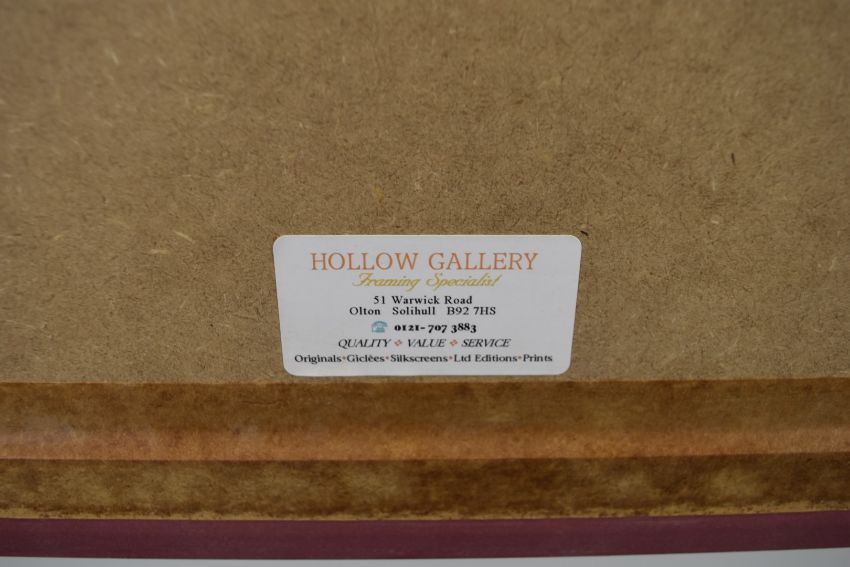 HOLLOW GALLERY
Framing Specialist
51 Warwick Road
Olton Solihull B92 7HS
☎ 0121-707 3883
QUALITY ❖ VALUE ❖ SERVICE
Originals•Giclèes•Silkscreens•Ltd Editions•Prints